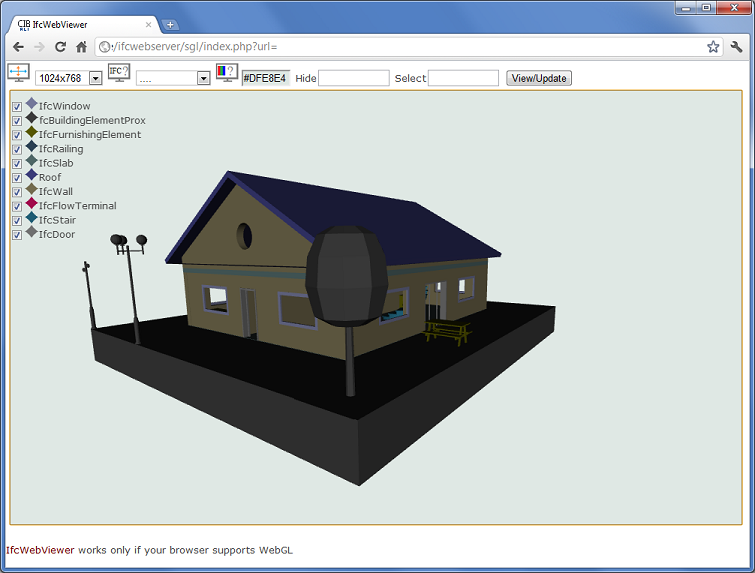 IfcWebViewer
:/ifcwebserver/sgl/index.php?url=
1024x768 IFC? .... ? #DFE8E4 Hide Select View/Update
IfcWindow
fcBuildingElementProx
IfcFurnishingElement
IfcRailing
IfcSlab
Roof
IfcWall
IfcFlowTerminal
IfcStair
IfcDoor
IfcWebViewer works only if your browser supports WebGL